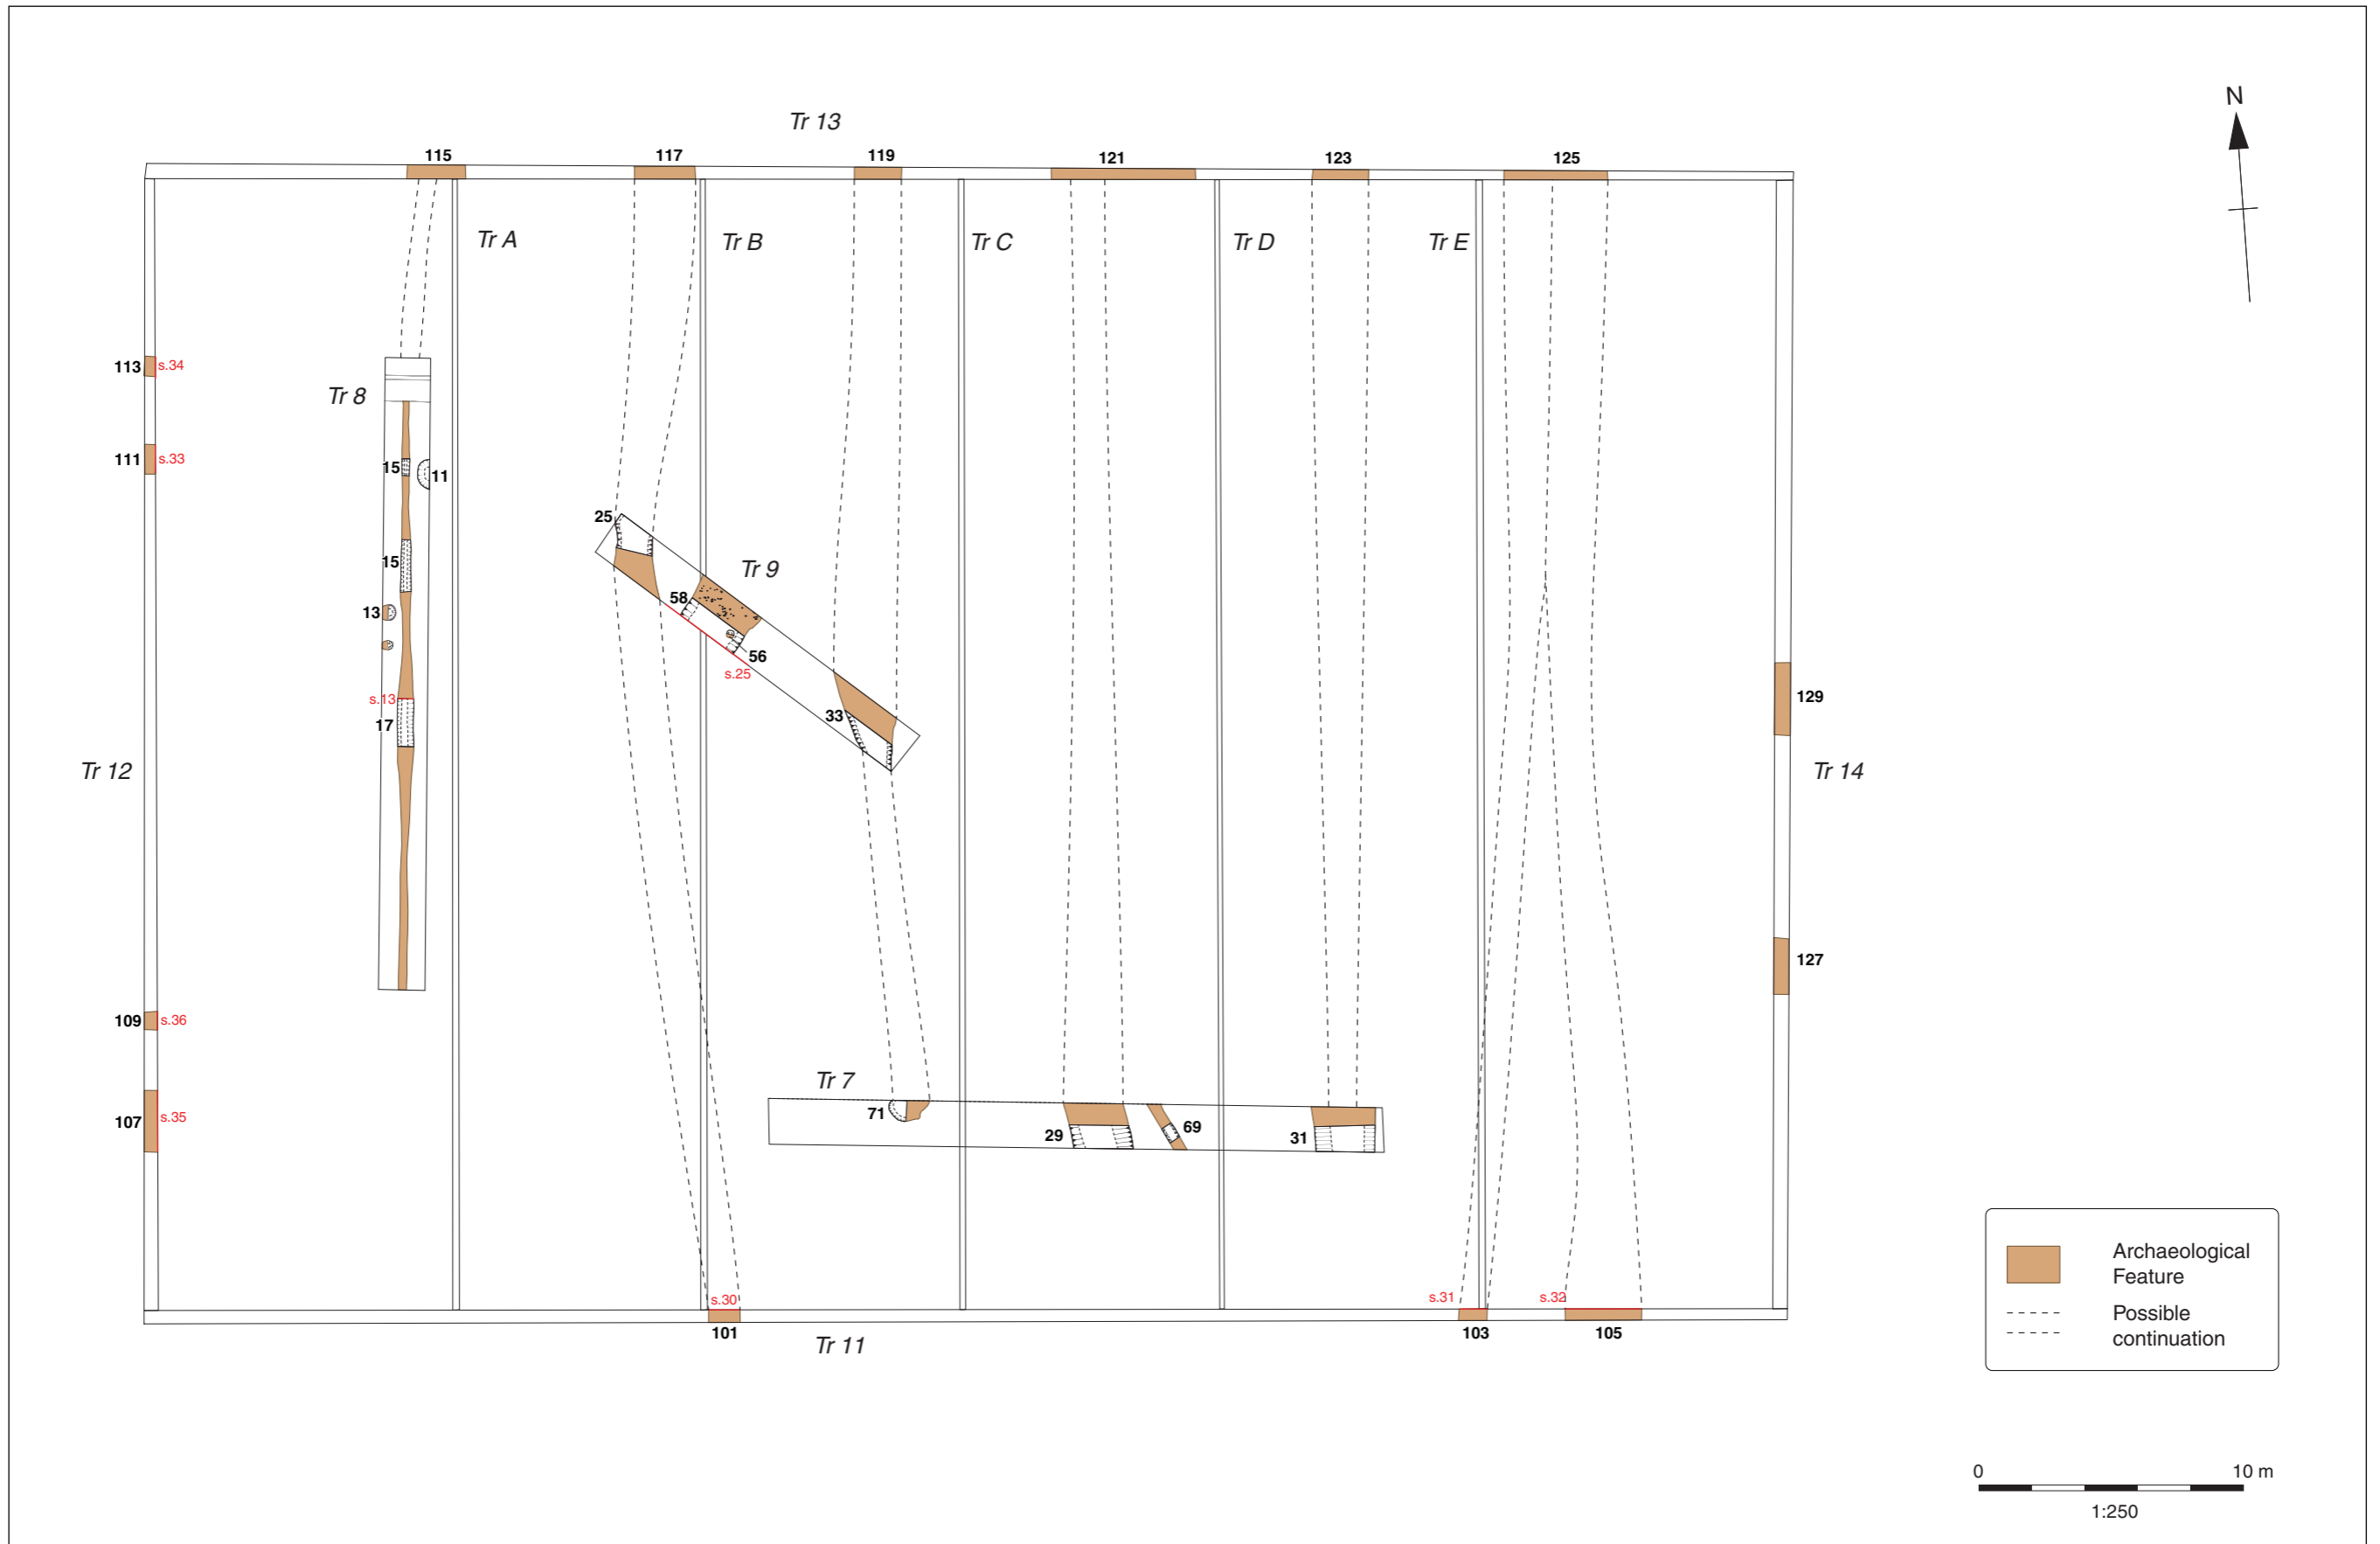 Tr 13
N
115
117
119
121
123
125
Tr A
Tr B
Tr C
Tr D
Tr E
113
s.34
Tr 8
111
s.33
15
11
25
15
Tr 9
58
13
56
s.25
s.13
17
33
129
Tr 12
Tr 14
127
109
s.36
Tr 7
107
s.35
71
29
69
31
s.30
s.31
s.32
101
Tr 11
103
105
Archaeological
Feature
Possible
continuation
0
10 m
1:250